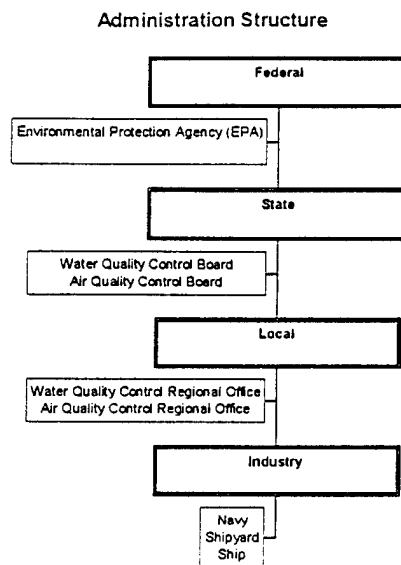 Administration Structure
Federal
Environmental Protection Agency (EPA)
State
Water Quality Control Board
Air Quality Control Board
Local
Water Quality Control Regional Office
Air Quality Control Regional Office
Industry
Navy
Shipyard
Ship